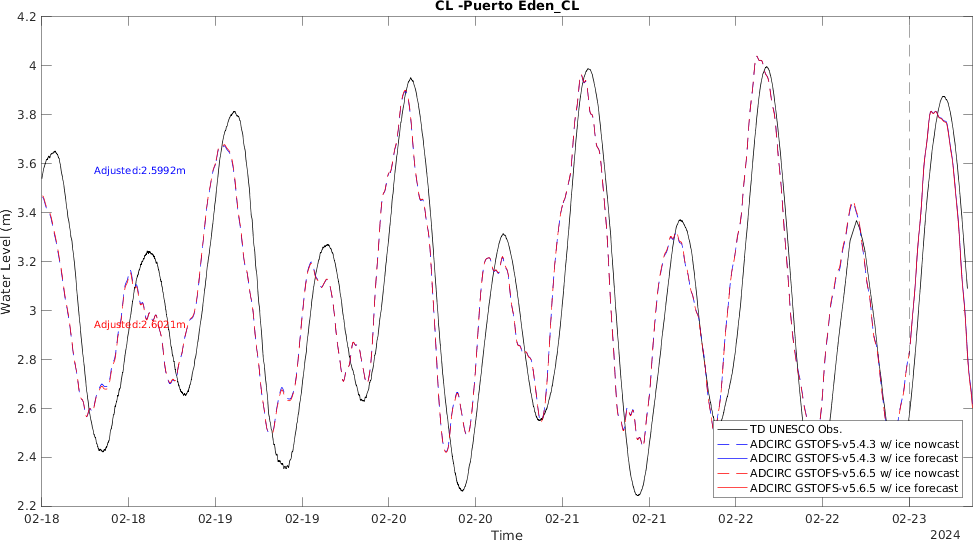 CL -Puerto Eden_CL
4.2
4
3.8
3.6
3.4
3.2
3
2.8
2.6
2.4
2.2
Water Level (m)
Adjusted:2.5992m
Adjusted:2.6021m
TD UNESCO Obs.
ADCIRC GSTOFS-v5.4.3 w/ ice nowcast
ADCIRC GSTOFS-v5.4.3 w/ ice forecast
ADCIRC GSTOFS-v5.6.5 w/ ice nowcast
ADCIRC GSTOFS-v5.6.5 w/ ice forecast
02-18 02-18 02-19 02-19 02-20 02-20 02-21 02-21 02-22 02-22 02-23
Time
2024